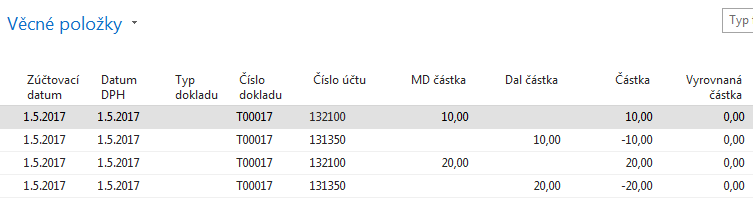 Věcné položky
Typ
Zúčtovací datum Datum DPH Typ dokladu Číslo dokladu Číslo účtu MD částka Dal částka Částka Vyrovnaná částka
1.5.2017 1.5.2017 T00017 132100 10,00 10,00 0,00
1.5.2017 1.5.2017 T00017 131350 10,00 -10,00 0,00
1.5.2017 1.5.2017 T00017 132100 20,00 20,00 0,00
1.5.2017 1.5.2017 T00017 131350 20,00 -20,00 0,00